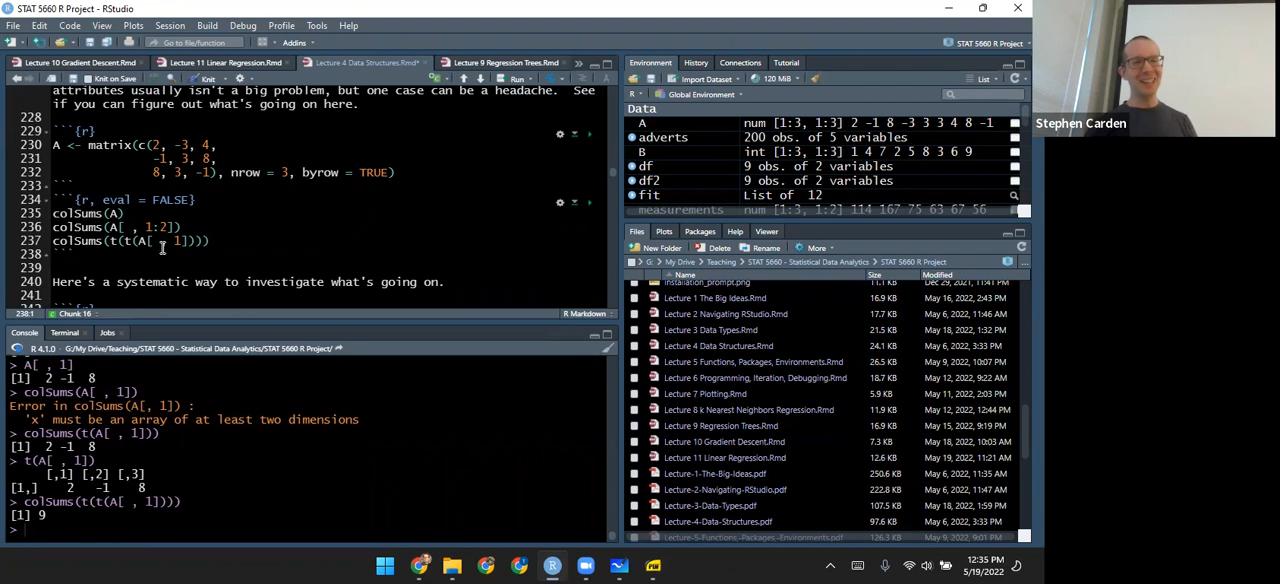 STAT 5660 R Project - RStudio
File Edit Code View Plots Session Build Debug Profile Tools Help
Go to file/function Addins STAT 5660 R Project
Lecture 10 Gradient Descent.Rmd Lecture 11 Linear Regression.Rmd Lecture 4 Data Structures.Rmd* Lecture 9 Regression Trees.Rmd
Knit on Save Knit Run
attributes usually isn't a big problem, but one case can be a headache. See
if you can figure out what's going on here.
228
229 ```{r}
230 A <- matrix(c(2, -3, 4,
231 -1, 3, 8,
232 8, 3, -1), nrow = 3, byrow = TRUE)
233 ```
234 ```{r, eval = FALSE}
235 colSums(A)
236 colSums(A[ , 1:2])
237 colSums(t(t(A[ , 1])))
238 ```
239
240 Here's a systematic way to investigate what's going on.
241
238:1 Chunk 16 R Markdown
Console Terminal Jobs
R 4.1.0 · G:/My Drive/Teaching/STAT 5660 - Statistical Data Analytics/STAT 5660 R Project/
> A[ , 1]
[1] 2 -1 8
> colSums(A[ , 1])
Error in colSums(A[, 1]) :
'x' must be an array of at least two dimensions
> colSums(t(A[ , 1]))
[1] 2 -1 8
> t(A[ , 1])
[,1] [,2] [,3]
[1,] 2 -1 8
> colSums(t(t(A[ , 1])))
[1] 9
>
Environment History Connections Tutorial
Import Dataset 120 MiB List
R Global Environment
Data
A num [1:3, 1:3] 2 -1 8 -3 3 3 4 8 -1
adverts 200 obs. of 5 variables
B int [1:3, 1:3] 1 4 7 2 5 8 3 6 9
df 9 obs. of 2 variables
df2 9 obs. of 2 variables
fit List of 12
measurements num [1:3, 1:3] 114 167 75 63 67 56
Files Plots Packages Help Viewer
New Folder Delete Rename More
G: My Drive Teaching STAT 5660 - Statistical Data Analytics STAT 5660 R Project
Name Size Modified
installation_prompt.png 11.1 KB Dec 29, 2021, 11:41 PM
Lecture 1 The Big Ideas.Rmd 16.9 KB May 16, 2022, 2:43 PM
Lecture 2 Navigating RStudio.Rmd 17.7 KB May 6, 2022, 11:46 AM
Lecture 3 Data Types.Rmd 21.5 KB May 18, 2022, 1:32 PM
Lecture 4 Data Structures.Rmd 24.1 KB May 6, 2022, 3:33 PM
Lecture 5 Functions, Packages, Environments.Rmd 26.5 KB May 9, 2022, 10:07 PM
Lecture 6 Programming, Iteration, Debugging.Rmd 18.7 KB May 12, 2022, 9:22 AM
Lecture 7 Plotting.Rmd 5.9 KB May 11, 2022, 2:03 PM
Lecture 8 k Nearest Neighbors Regression.Rmd 11.9 KB May 12, 2022, 12:44 PM
Lecture 9 Regression Trees.Rmd 16.9 KB May 15, 2022, 9:19 PM
Lecture 10 Gradient Descent.Rmd 7.3 KB May 18, 2022, 10:03 AM
Lecture 11 Linear Regression.Rmd 12.6 KB May 19, 2022, 11:21 AM
Lecture-1-The-Big-Ideas.pdf 250.6 KB May 6, 2022, 11:35 AM
Lecture-2-Navigating-RStudio.pdf 222.8 KB May 6, 2022, 11:47 AM
Lecture-3-Data-Types.pdf 107.5 KB May 18, 2022, 1:59 PM
Lecture-4-Data-Structures.pdf 97.6 KB May 6, 2022, 3:33 PM
Lecture-5-Functions,-Packages,-Environments.pdf 126.3 KB May 9, 2022, 9:01 PM
Stephen Carden
12:35 PM
5/19/2022